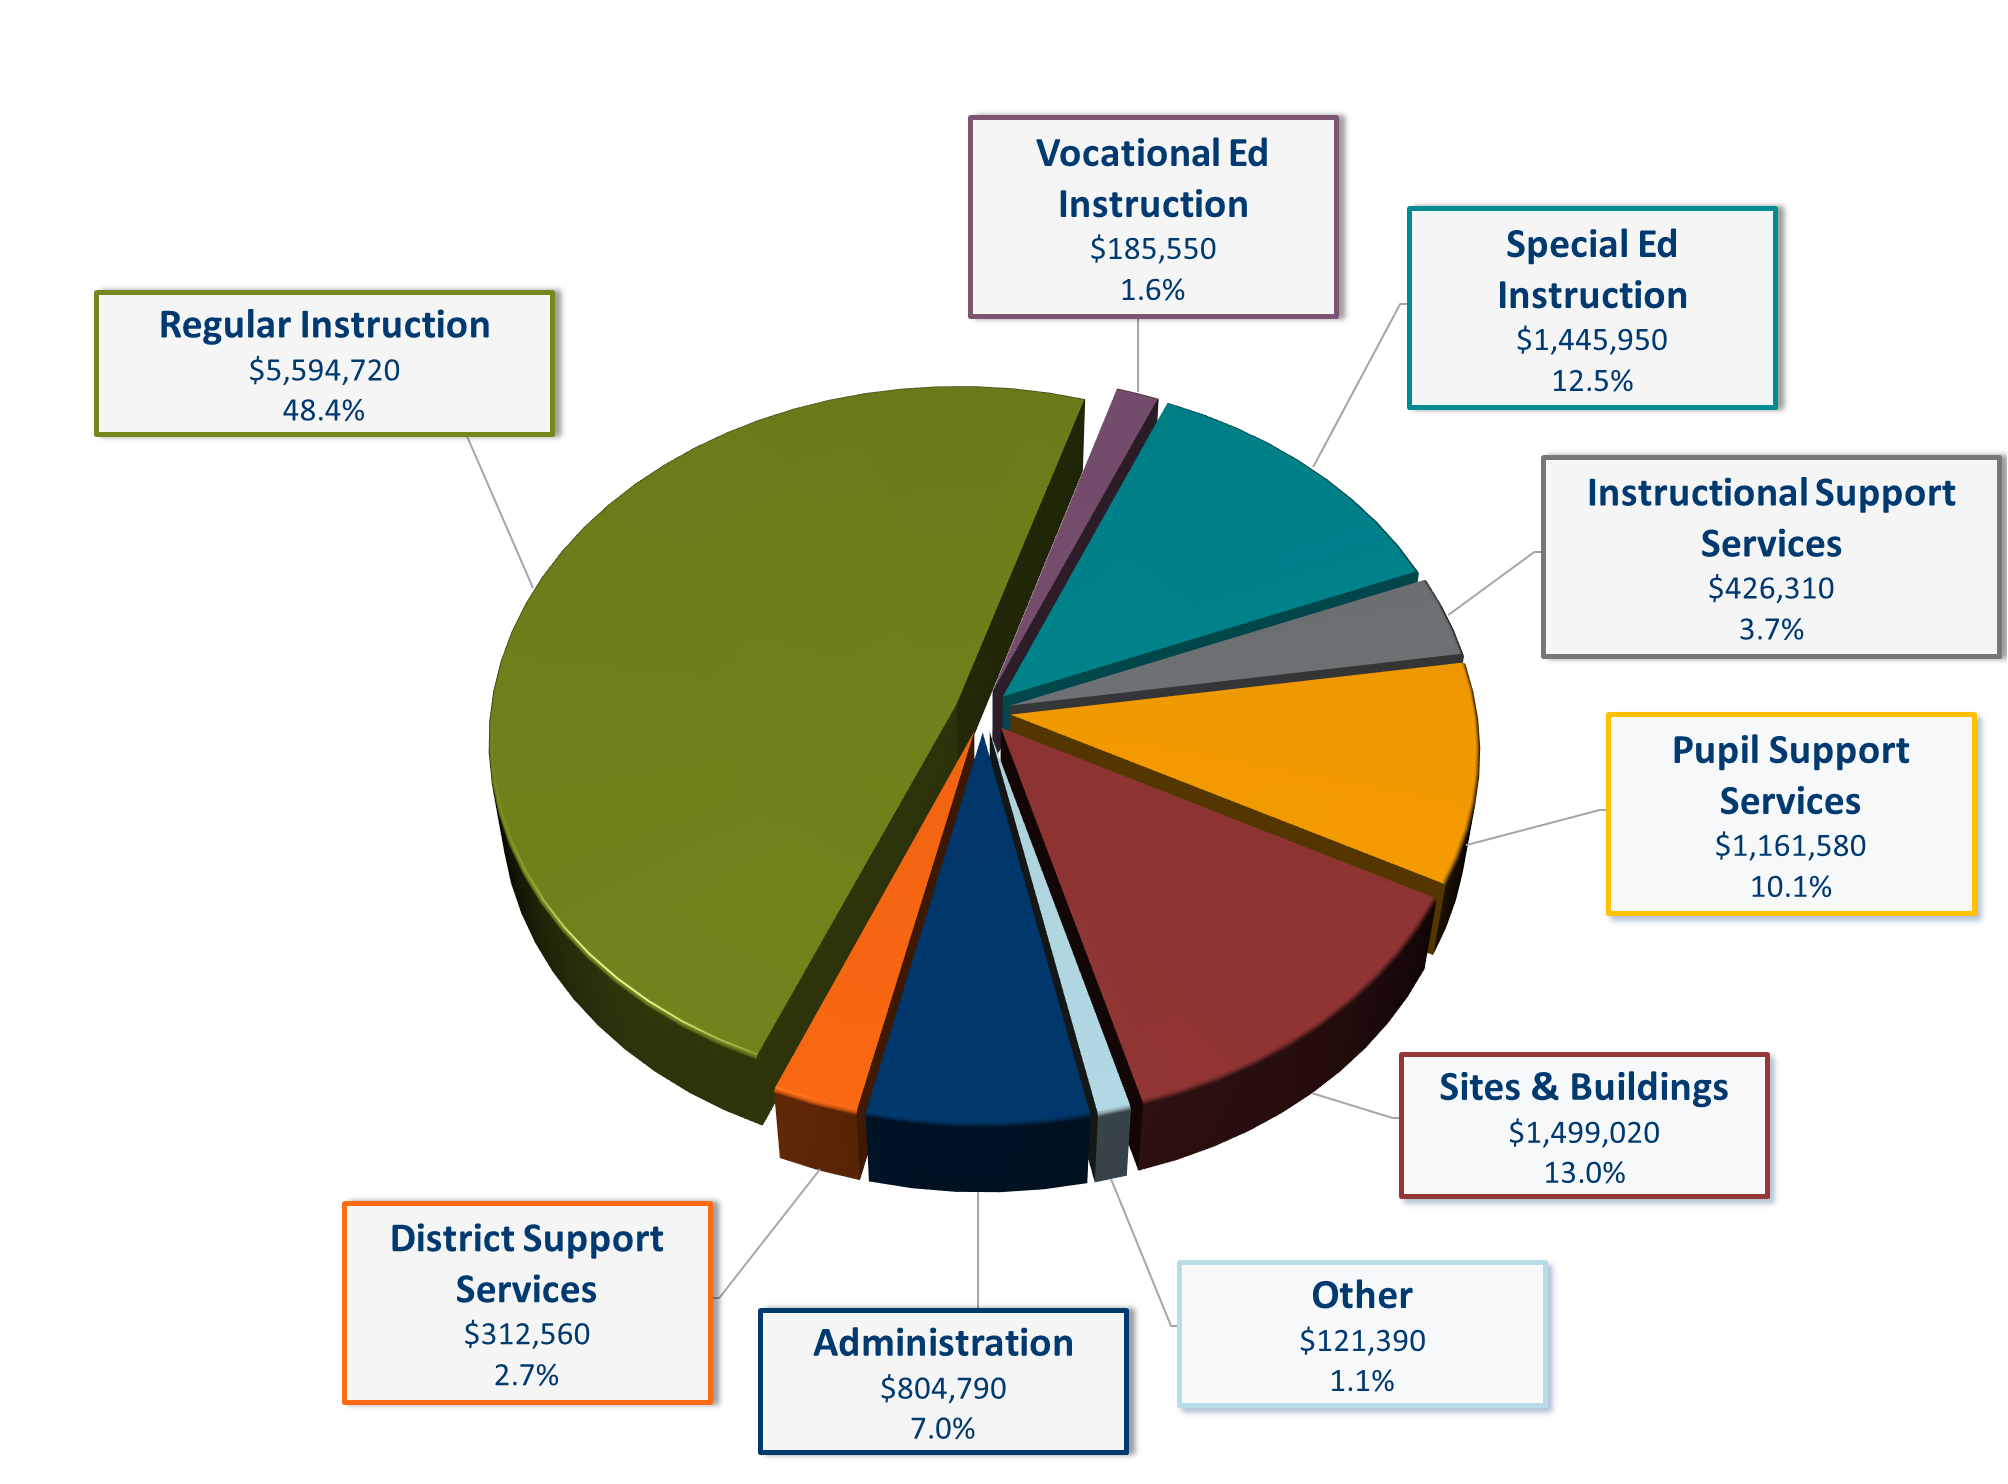 Vocational Ed
Instruction
$185,550
1.6%
Special Ed
Instruction
$1,445,950
12.5%
Regular Instruction
$5,594,720
48.4%
Instructional Support
Services
$426,310
3.7%
Pupil Support
Services
$1,161,580
10.1%
Sites & Buildings
$1,499,020
13.0%
District Support
Services
$312,560
2.7%
Other
$121,390
1.1%
Administration
$804,790
7.0%